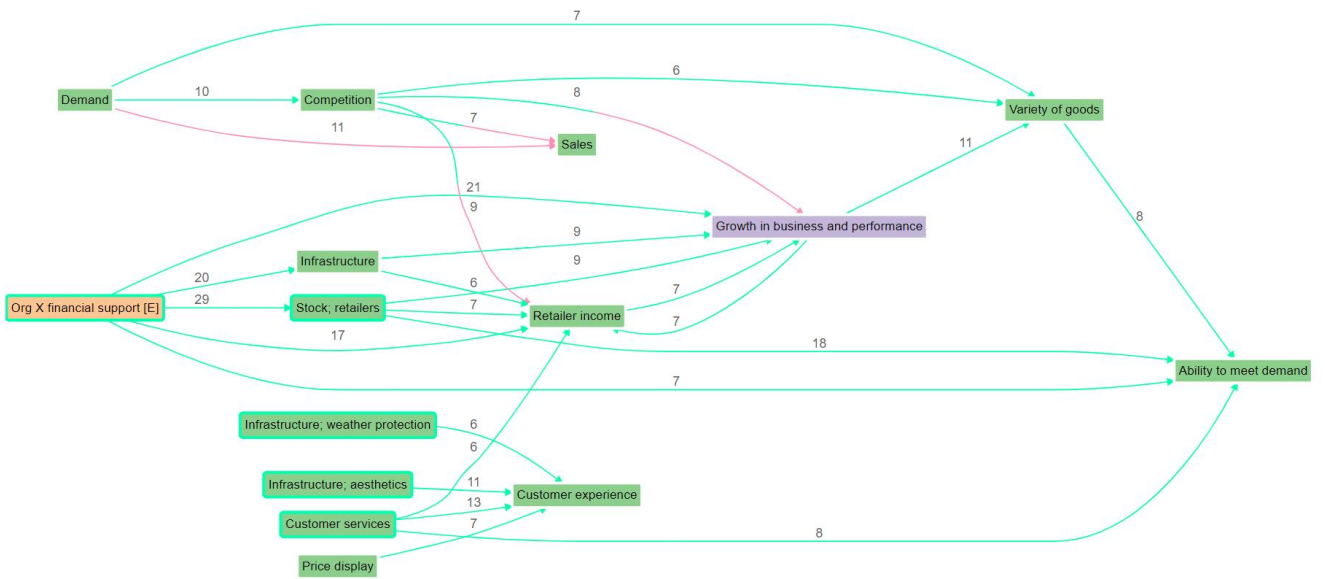 7
Demand
10
Competition
6
8
Variety of goods
11
7
Sales
11
8
21
9
Growth in business and performance
9
Infrastructure
9
20
6
Org X financial support [E]
29
Stock; retailers
7
Retailer income
7
7
17
18
Ability to meet demand
7
Infrastructure; weather protection
6
6
Infrastructure; aesthetics
11
Customer experience
13
Customer services
7
8
Price display